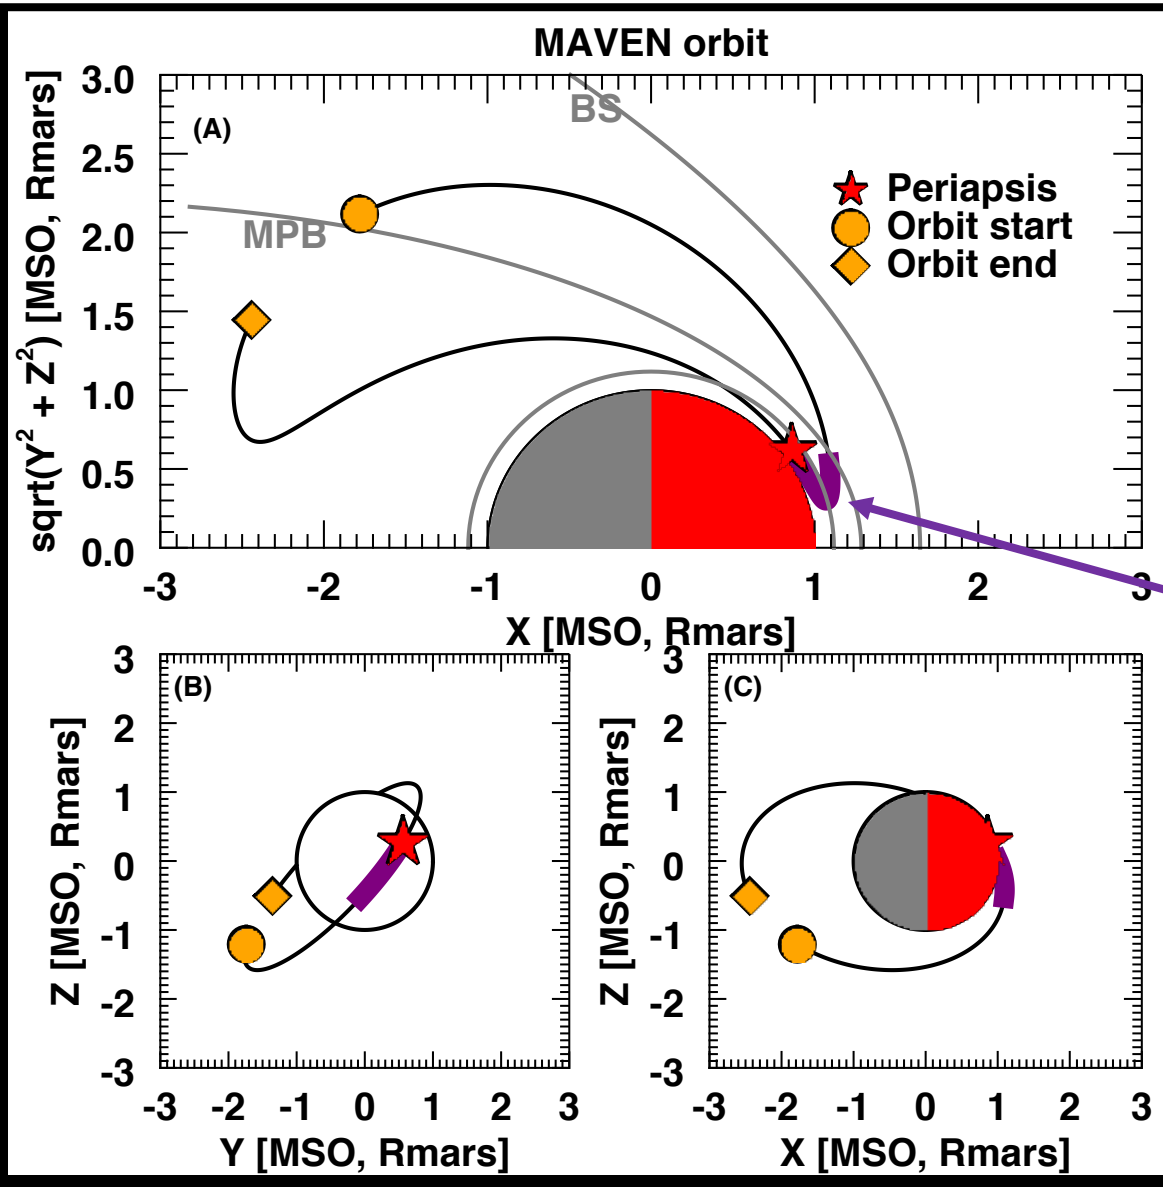 MAVEN orbit
sqrt(Y² + Z²) [MSO, Rmars]
3.0
2.5
2.0
1.5
1.0
0.5
0.0
(A)
BS
MPB
Periapsis
Orbit start
Orbit end
-3 -2 -1 0 1 2 3
X [MSO, Rmars]
Z [MSO, Rmars]
3
2
1
0
-1
-2
-3
(B)
-3 -2 -1 0 1 2 3
Y [MSO, Rmars]
Z [MSO, Rmars]
3
2
1
0
-1
-2
-3
(C)
-3 -2 -1 0 1 2 3
X [MSO, Rmars]